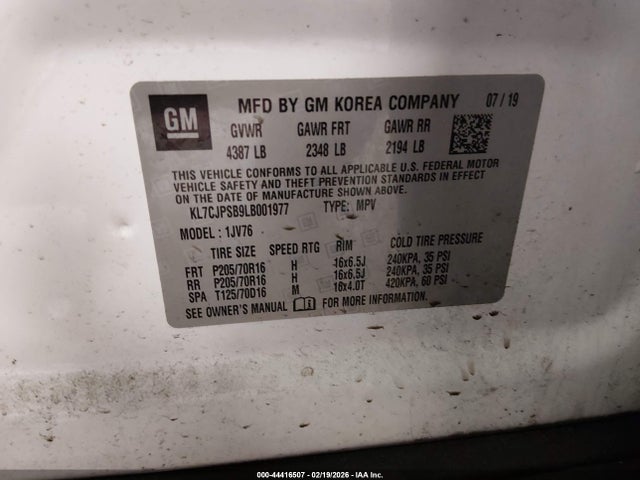 GM
MFD BY GM KOREA COMPANY 07 / 19
GVWR GAWR FRT GAWR RR
4387 LB 2348 LB 2194 LB
THIS VEHICLE CONFORMS TO ALL APPLICABLE U.S. FEDERAL MOTOR
VEHICLE SAFETY AND THEFT PREVENTION STANDARDS IN EFFECT
ON THE DATE OF MANUFACTURE SHOWN ABOVE.
KL7CJPSB9LB001977 TYPE: MPV
MODEL : 1JV76
TIRE SIZE SPEED RTG RIM COLD TIRE PRESSURE
FRT P205/70R16 H 16x6.5J 240KPA, 35 PSI
RR P205/70R16 H 16x6.5J 240KPA, 35 PSI
SPA T125/70D16 M 16x4.0T 420KPA, 60 PSI
SEE OWNER'S MANUAL FOR MORE INFORMATION.
000-44416507 - 02/19/2026 - IAA Inc.